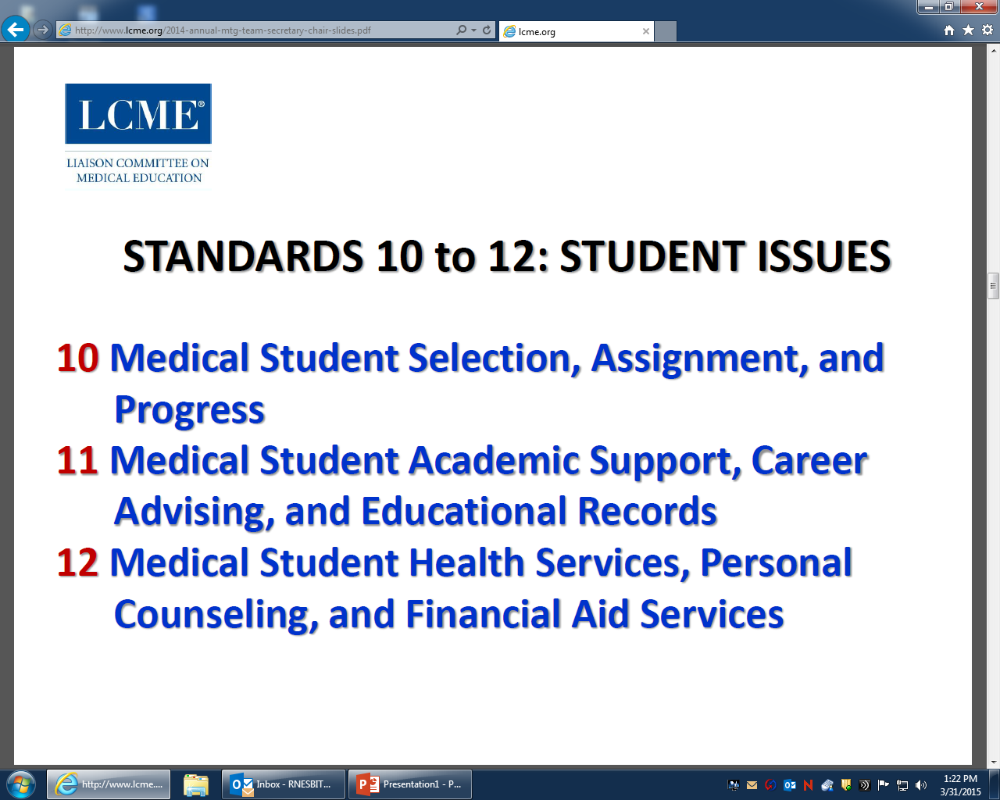 http://www.lcme.org/2014-annual-mtg-team-secretary-chair-slides.pdf
lcme.org
LCME®
LIAISON COMMITTEE ON
MEDICAL EDUCATION
STANDARDS 10 to 12: STUDENT ISSUES
10 Medical Student Selection, Assignment, and
Progress
11 Medical Student Academic Support, Career
Advising, and Educational Records
12 Medical Student Health Services, Personal
Counseling, and Financial Aid Services
http://www.lcme....
Inbox - RNESBIT...
Presentation1 - P...
1:22 PM
3/31/2015